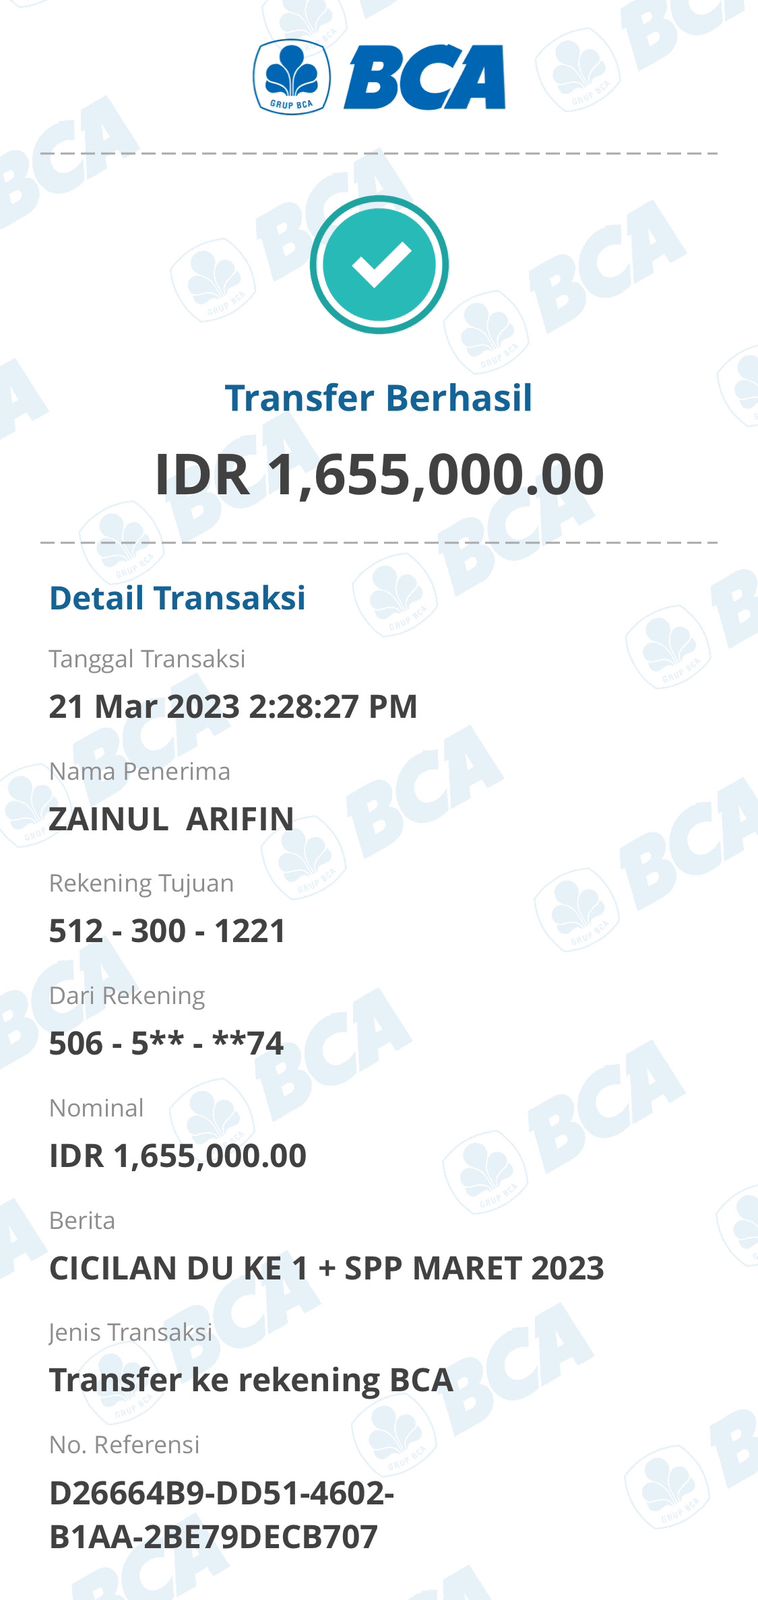 GRUP BCA
BCA
Transfer Berhasil
IDR 1,655,000.00
Detail Transaksi
Tanggal Transaksi
21 Mar 2023 2:28:27 PM
Nama Penerima
ZAINUL  ARIFIN
Rekening Tujuan
512 - 300 - 1221
Dari Rekening
506 - 5** - **74
Nominal
IDR 1,655,000.00
Berita
CICILAN DU KE 1 + SPP MARET 2023
Jenis Transaksi
Transfer ke rekening BCA
No. Referensi
D26664B9-DD51-4602-
B1AA-2BE79DECB707